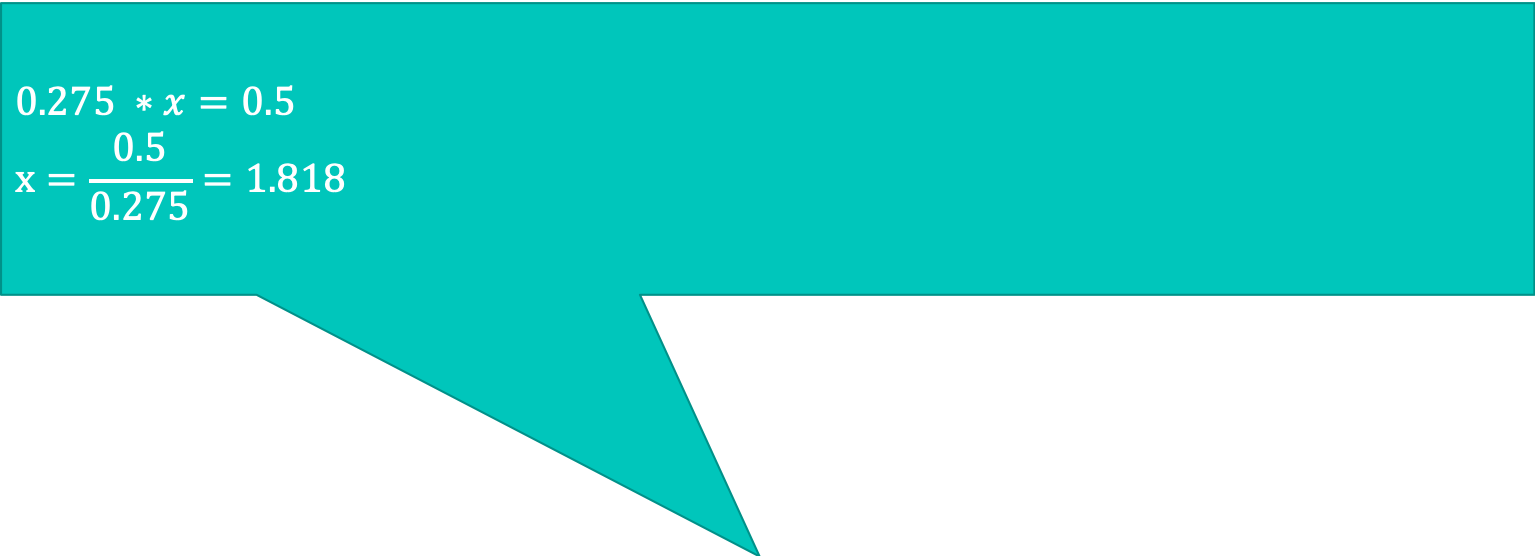 0.275 * x = 0.5
x = 0.5/0.275 = 1.818